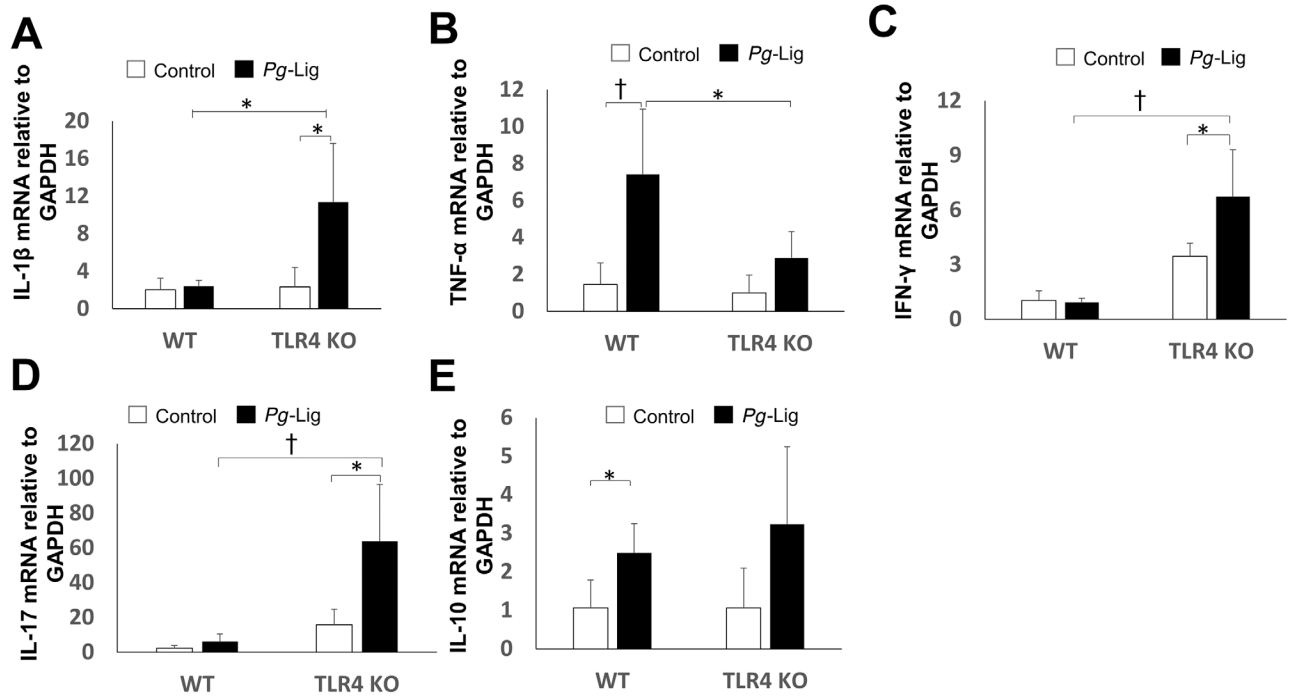 A
Control Pg-Lig
IL-1β mRNA relative to
GAPDH
20
16
12
8
4
0
*
*
WT TLR4 KO
B
Control Pg-Lig
TNF-α mRNA relative to
GAPDH
12
10
8
6
4
2
0
†
*
WT TLR4 KO
C
Control Pg-Lig
IFN-γ mRNA relative to
GAPDH
12
9
6
3
0
†
*
WT TLR4 KO
D
Control Pg-Lig
IL-17 mRNA relative to
GAPDH
120
100
80
60
40
20
0
†
*
WT TLR4 KO
E
Control Pg-Lig
IL-10 mRNA relative to
GAPDH
6
5
4
3
2
1
0
*
WT TLR4 KO